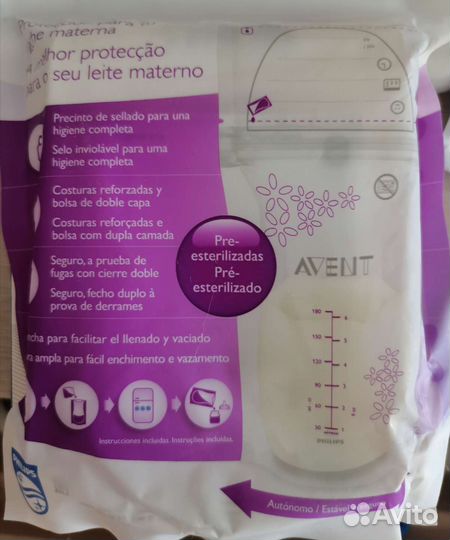 he materna
lhor protecção
o seu leite materno
Precinto de sellado para una
higiene completa
Selo inviolável para uma
higiene completa
Costuras reforzadas y
bolsa de doble capa
Costuras reforçadas e
bolsa com dupla camada
Seguro, a prueba de
fugas con cierre doble
Seguro, fecho duplo à
prova de derrames
ncha para facilitar el llenado y vaciado
a ampla para fácil enchimento e vazamento
Instrucciones incluidas. Instruções incluídas.
Pre-
esterilizadas
Pré-
esterilizado
AVENT
180 6
150 5
120 4
90 3
60 2
30 1
PHILIPS
PHILIPS
Autónomo / Estável
Avito